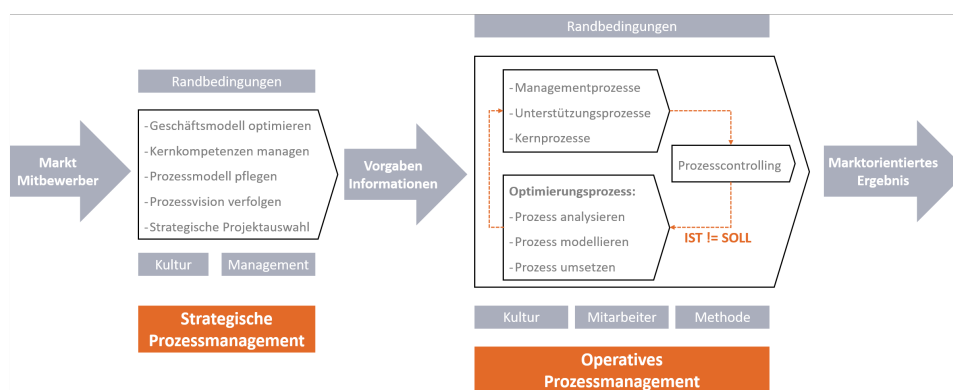 Markt
Mitbewerber
Randbedingungen
- Geschäftsmodell optimieren
- Kernkompetenzen managen
- Prozessmodell pflegen
- Prozessvision verfolgen
- Strategische Projektauswahl
Kultur
Management
Strategische
Prozessmanagement
Vorgaben
Informationen
Randbedingungen
- Managementprozesse
- Unterstützungsprozesse
- Kernprozesse
Prozesscontrolling
Optimierungsprozess:
- Prozess analysieren
- Prozess modellieren
- Prozess umsetzen
IST != SOLL
Kultur
Mitarbeiter
Methode
Operatives
Prozessmanagement
Marktorientiertes
Ergebnis